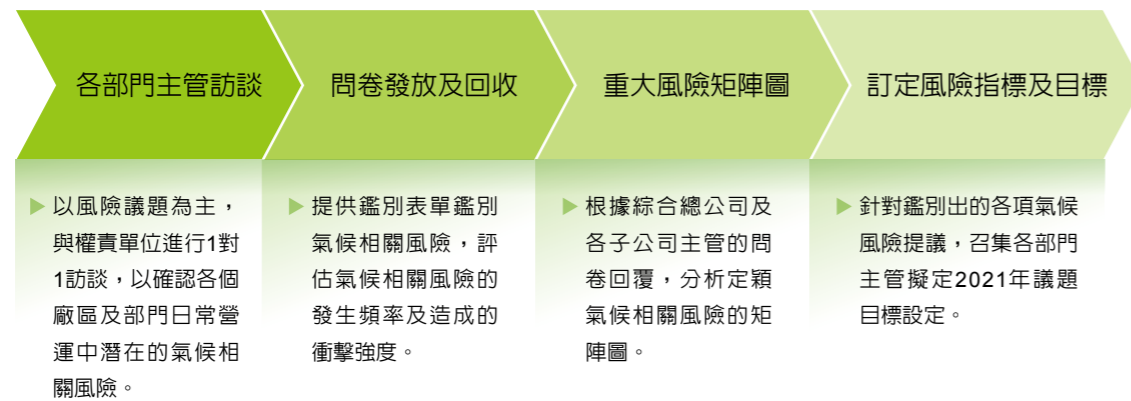 各部門主管訪談
問卷發放及回收
重大風險矩陣圖
訂定風險指標及目標
以風險議題為主，
與權責單位進行1對
1訪談，以確認各個
廠區及部門日常營
運中潛在的氣候相
關風險。
提供鑑別表單鑑別
氣候相關風險，評
估氣候相關風險的
發生頻率及造成的
衝擊強度。
根據綜合總公司及
各子公司主管的問
卷回覆，分析定穎
氣候相關風險的矩
陣圖。
針對鑑別出的各項氣候
風險提議，召集各部門
主管擬定2021年議題
目標設定。